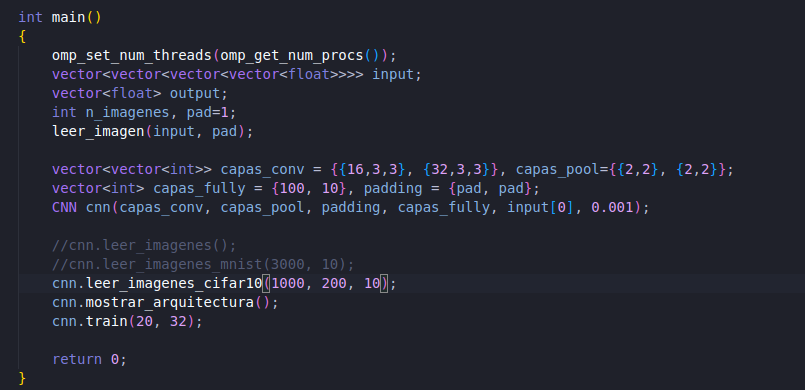 int main()
{
omp_set_num_threads(omp_get_num_procs());
vector<vector<vector<vector<float>>>> input;
vector<float> output;
int n_imagenes, pad=1;
leer_imagen(input, pad);
vector<vector<int>> capas_conv = {{16,3,3}, {32,3,3}}, capas_pool={{2,2}, {2,2}};
vector<int> capas_fully = {100, 10}, padding = {pad, pad};
CNN cnn(capas_conv, capas_pool, padding, capas_fully, input[0], 0.001);
//cnn.leer_imagenes();
//cnn.leer_imagenes_mnist(3000, 10);
cnn.leer_imagenes_cifar10(1000, 200, 10);
cnn.mostrar_arquitectura();
cnn.train(20, 32);
return 0;
}